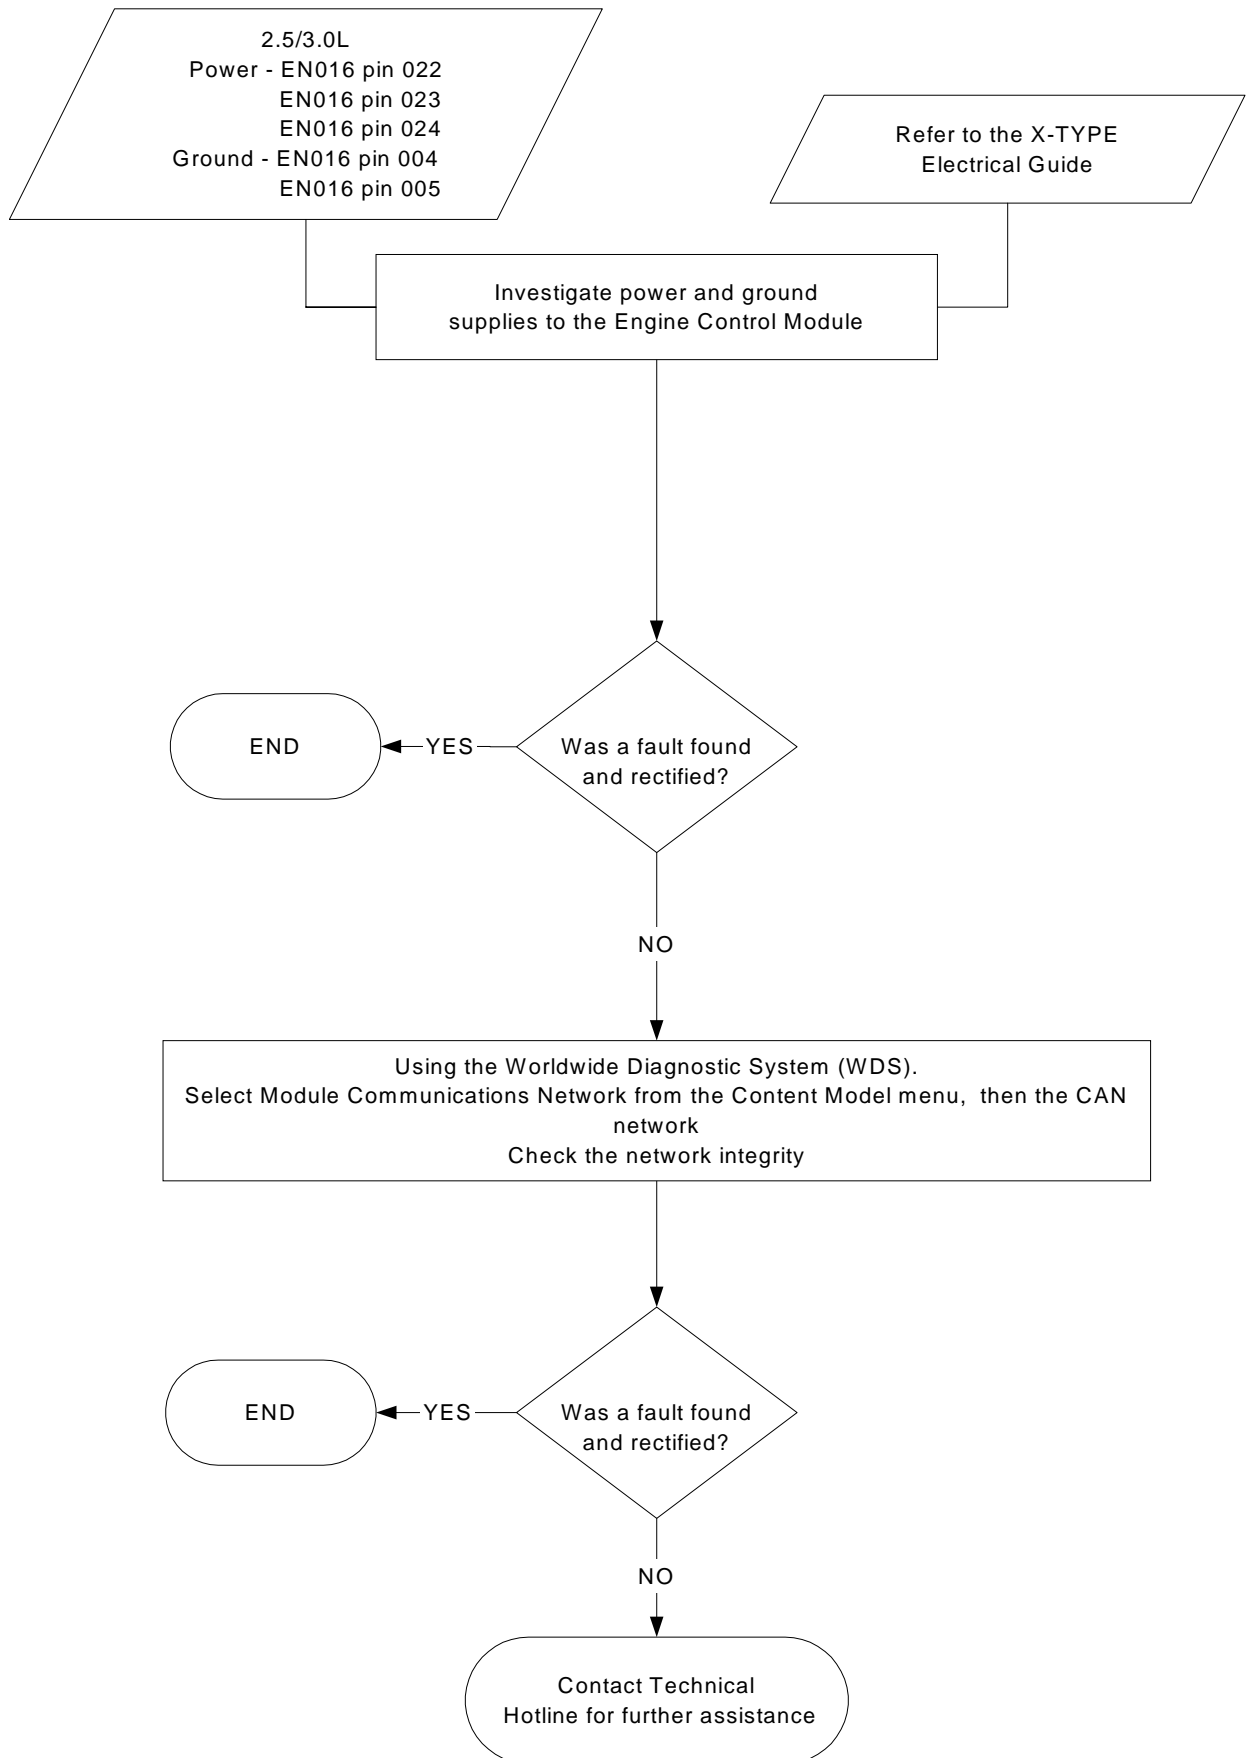 2.5/3.0L
Power - EN016 pin 022
EN016 pin 023
EN016 pin 024
Ground - EN016 pin 004
EN016 pin 005
Refer to the X-TYPE
Electrical Guide
Investigate power and ground
supplies to the Engine Control Module
Was a fault found
and rectified?
YES
END
NO
Using the Worldwide Diagnostic System (WDS).
Select Module Communications Network from the Content Model menu, then the CAN
network
Check the network integrity
Was a fault found
and rectified?
YES
END
NO
Contact Technical
Hotline for further assistance